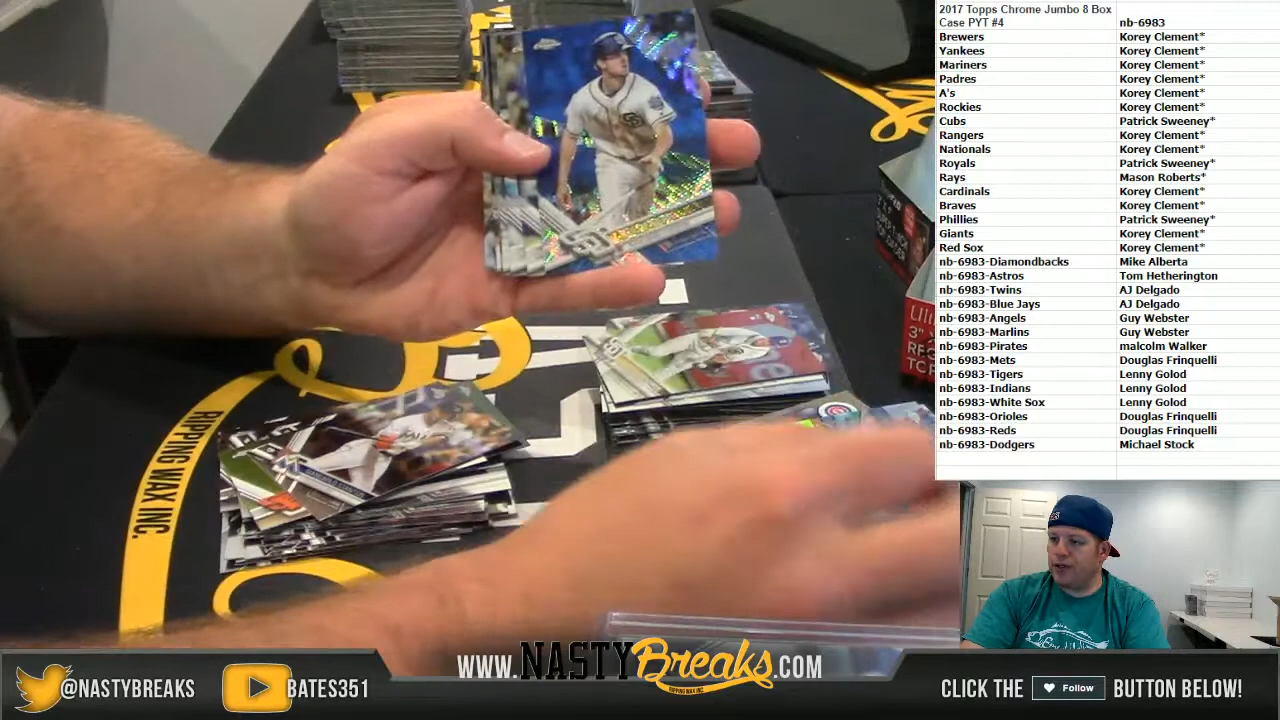 2017 Topps Chrome Jumbo 8 Box
Case PYT #4 nb-6983
Brewers Korey Clement*
Yankees Korey Clement*
Mariners Korey Clement*
Padres Korey Clement*
A's Korey Clement*
Rockies Korey Clement*
Cubs Patrick Sweeney*
Rangers Korey Clement*
Nationals Korey Clement*
Royals Patrick Sweeney*
Rays Mason Roberts*
Cardinals Korey Clement*
Braves Korey Clement*
Phillies Patrick Sweeney*
Giants Korey Clement*
Red Sox Korey Clement*
nb-6983-Diamondbacks Mike Alberta
nb-6983-Astros Tom Hetherington
nb-6983-Twins AJ Delgado
nb-6983-Blue Jays AJ Delgado
nb-6983-Angels Guy Webster
nb-6983-Marlins Guy Webster
nb-6983-Pirates malcolm Walker
nb-6983-Mets Douglas Frinquelli
nb-6983-Tigers Lenny Golod
nb-6983-Indians Lenny Golod
nb-6983-White Sox Lenny Golod
nb-6983-Orioles Douglas Frinquelli
nb-6983-Reds Douglas Frinquelli
nb-6983-Dodgers Michael Stock
RIPPING WAX INC.
3"
WWW.NASTYBreaks.COM
RIPPING WAX INC.
@NASTYBREAKS
BATES351
CLICK THE Follow BUTTON BELOW!